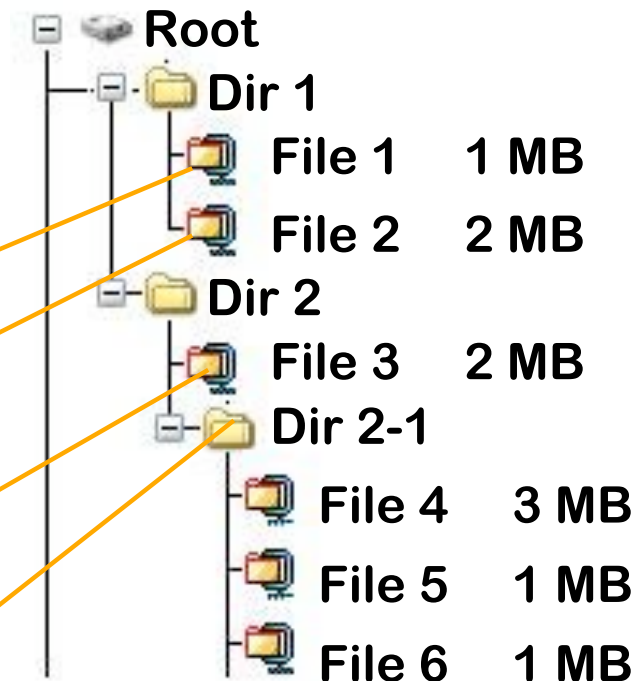 Root
Dir 1
File 1 1 MB
File 2 2 MB
Dir 2
File 3 2 MB
Dir 2-1
File 4 3 MB
File 5 1 MB
File 6 1 MB